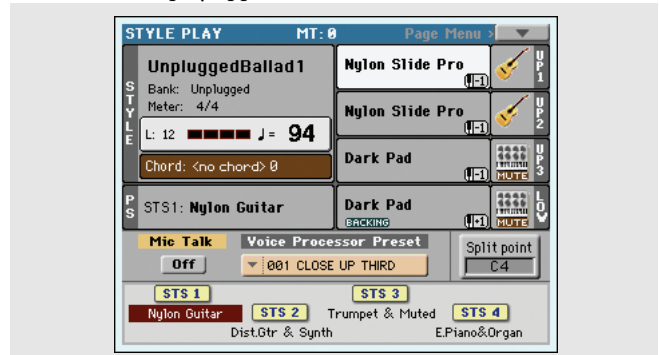 STYLE PLAY MT: 0 Page Menu >
STYLE
UnpluggedBallad1
Bank: Unplugged
Meter: 4/4
L: 12 ♩= 94
Chord: <no chord> 0
Nylon Slide Pro
-1
UP1
Nylon Slide Pro
-1
UP2
Dark Pad
-1
MUTE
UP3
PS
STS1: Nylon Guitar
Dark Pad
BACKING
+1
MUTE
LOW
Mic Talk Voice Processor Preset Split point
Off 001 CLOSE UP THIRD C4
STS 1 STS 3
Nylon Guitar STS 2 Trumpet & Muted STS 4
Dist.Gtr & Synth E.Piano&Organ